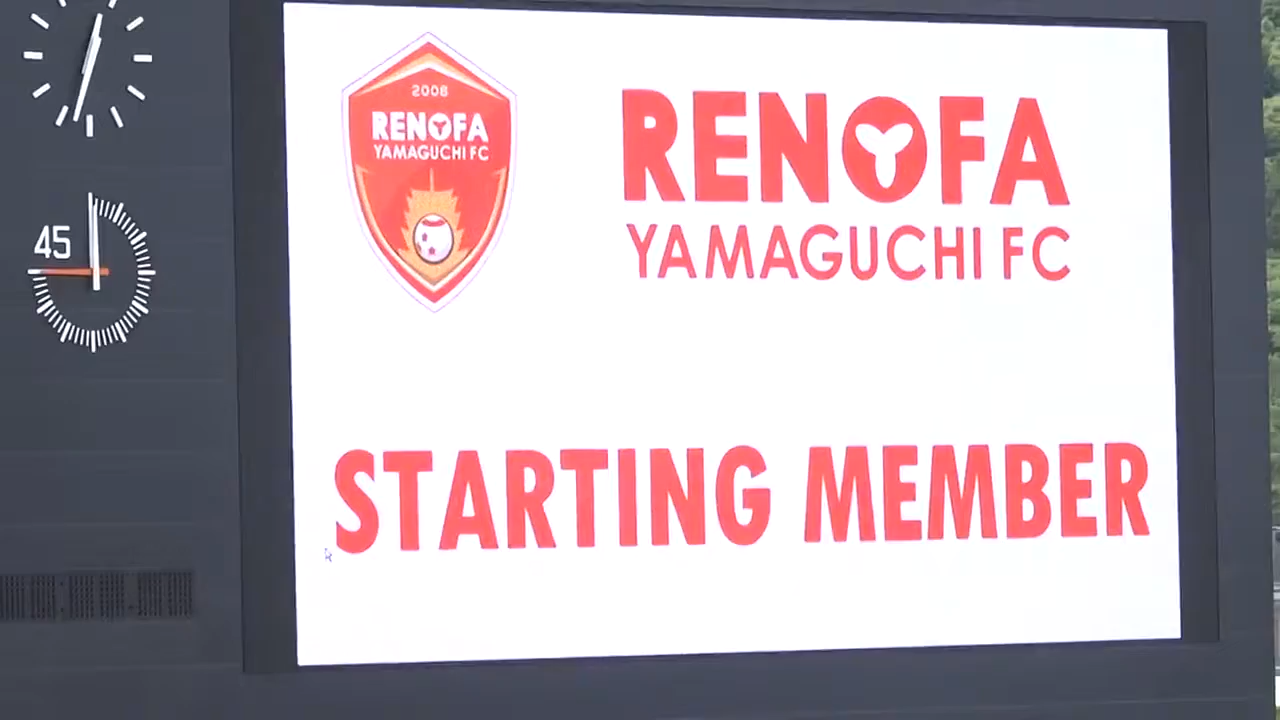 45
2008
RENOFA
YAMAGUCHI FC
RENOFA
YAMAGUCHI FC
STARTING MEMBER